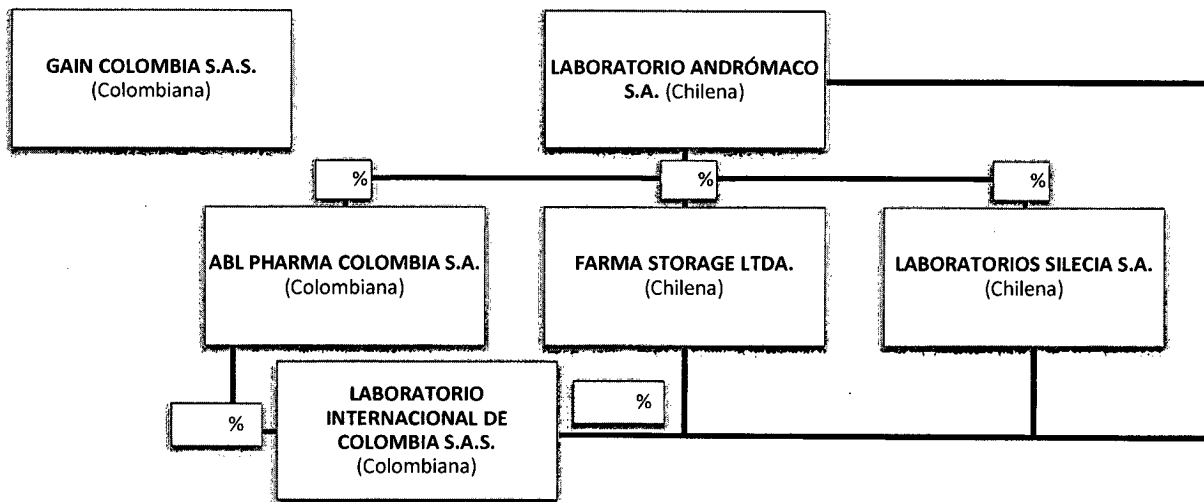 GAIN COLOMBIA S.A.S.
(Colombiana)
LABORATORIO ANDRÓMACO
S.A. (Chilena)
%
%
%
ABL PHARMA COLOMBIA S.A.
(Colombiana)
FARMA STORAGE LTDA.
(Chilena)
LABORATORIOS SILECIA S.A.
(Chilena)
%
LABORATORIO
INTERNACIONAL DE
COLOMBIA S.A.S.
(Colombiana)
%